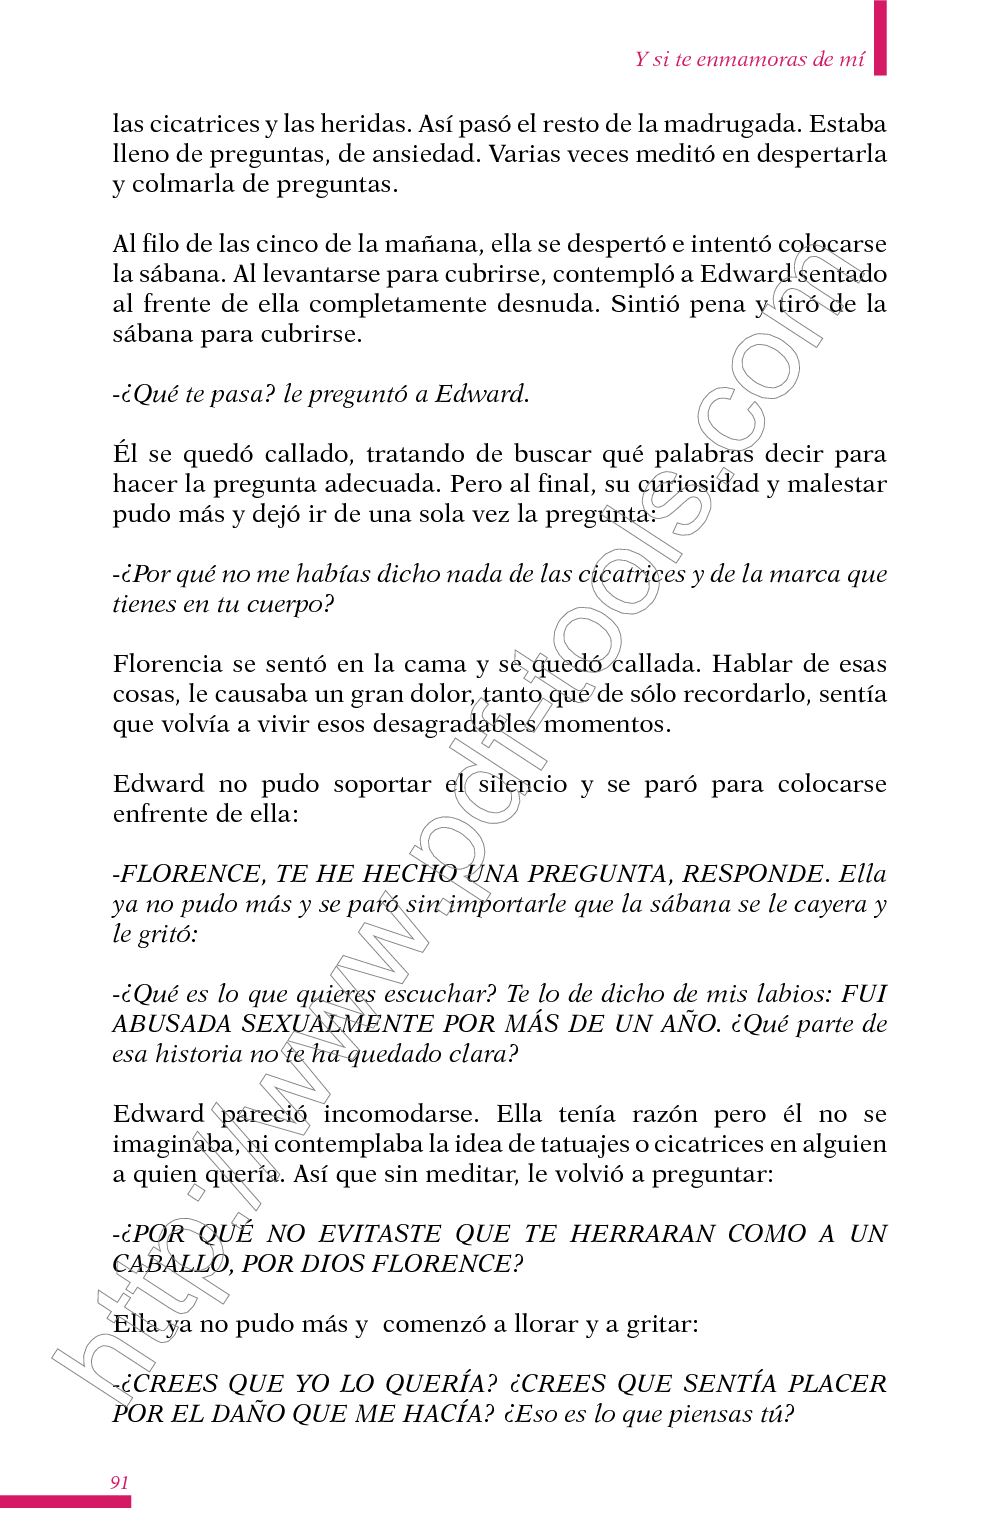 Y si te enmamoras de mí
las cicatrices y las heridas. Así pasó el resto de la madrugada. Estaba
lleno de preguntas, de ansiedad. Varias veces meditó en despertarla
y colmarla de preguntas.
Al filo de las cinco de la mañana, ella se despertó e intentó colocarse
la sábana. Al levantarse para cubrirse, contempló a Edward sentado
al frente de ella completamente desnuda. Sintió pena y tiró de la
sábana para cubrirse.
-¿Qué te pasa? le preguntó a Edward.
Él se quedó callado, tratando de buscar qué palabras decir para
hacer la pregunta adecuada. Pero al final, su curiosidad y malestar
pudo más y dejó ir de una sola vez la pregunta:
-¿Por qué no me habías dicho nada de las cicatrices y de la marca que
tienes en tu cuerpo?
Florencia se sentó en la cama y se quedó callada. Hablar de esas
cosas, le causaba un gran dolor, tanto que de sólo recordarlo, sentía
que volvía a vivir esos desagradables momentos.
Edward no pudo soportar el silencio y se paró para colocarse
enfrente de ella:
-FLORENCE, TE HE HECHO UNA PREGUNTA, RESPONDE. Ella
ya no pudo más y se paró sin importarle que la sábana se le cayera y
le gritó:
-¿Qué es lo que quieres escuchar? Te lo de dicho de mis labios: FUI
ABUSADA SEXUALMENTE POR MÁS DE UN AÑO. ¿Qué parte de
esa historia no te ha quedado clara?
Edward pareció incomodarse. Ella tenía razón pero él no se
imaginaba, ni contemplaba la idea de tatuajes o cicatrices en alguien
a quien quería. Así que sin meditar, le volvió a preguntar:
-¿POR QUÉ NO EVITASTE QUE TE HERRARAN COMO A UN
CABALLO, POR DIOS FLORENCE?
Ella ya no pudo más y  comenzó a llorar y a gritar:
-¿CREES QUE YO LO QUERÍA? ¿CREES QUE SENTÍA PLACER
POR EL DAÑO QUE ME HACÍA? ¿Eso es lo que piensas tú?
91
http://www.pdf-tools.com